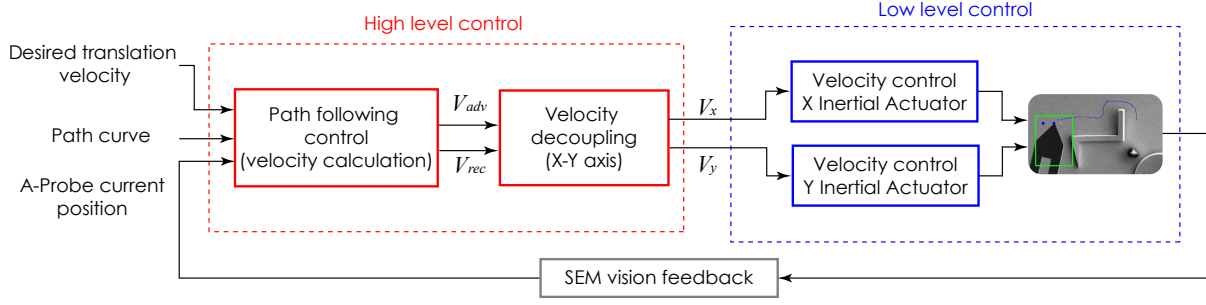 High level control
Low level control
Desired translation
velocity
Path curve
A-Probe current
position
Path following
control
(velocity calculation)
V_adv
V_rec
Velocity
decoupling
(X-Y axis)
V_x
V_y
Velocity control
X Inertial Actuator
Velocity control
Y Inertial Actuator
SEM vision feedback